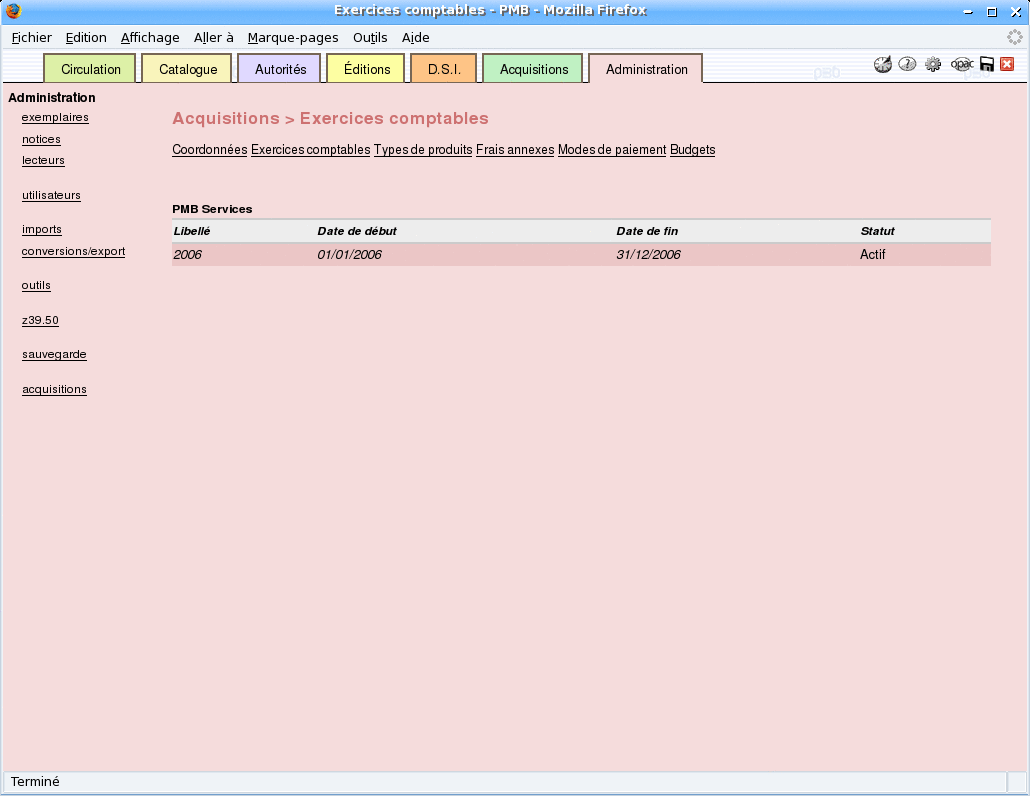 Exercices comptables - PMB - Mozilla Firefox
Fichier Edition Affichage Aller à Marque-pages Outils Aide
Circulation Catalogue Autorités Éditions D.S.I. Acquisitions Administration opac
Administration
exemplaires
notices
lecteurs
utilisateurs
imports
conversions/export
outils
z39.50
sauvegarde
acquisitions
Acquisitions > Exercices comptables
Coordonnées Exercices comptables Types de produits Frais annexes Modes de paiement Budgets
PMB Services
Libellé Date de début Date de fin Statut
2006 01/01/2006 31/12/2006 Actif
Terminé